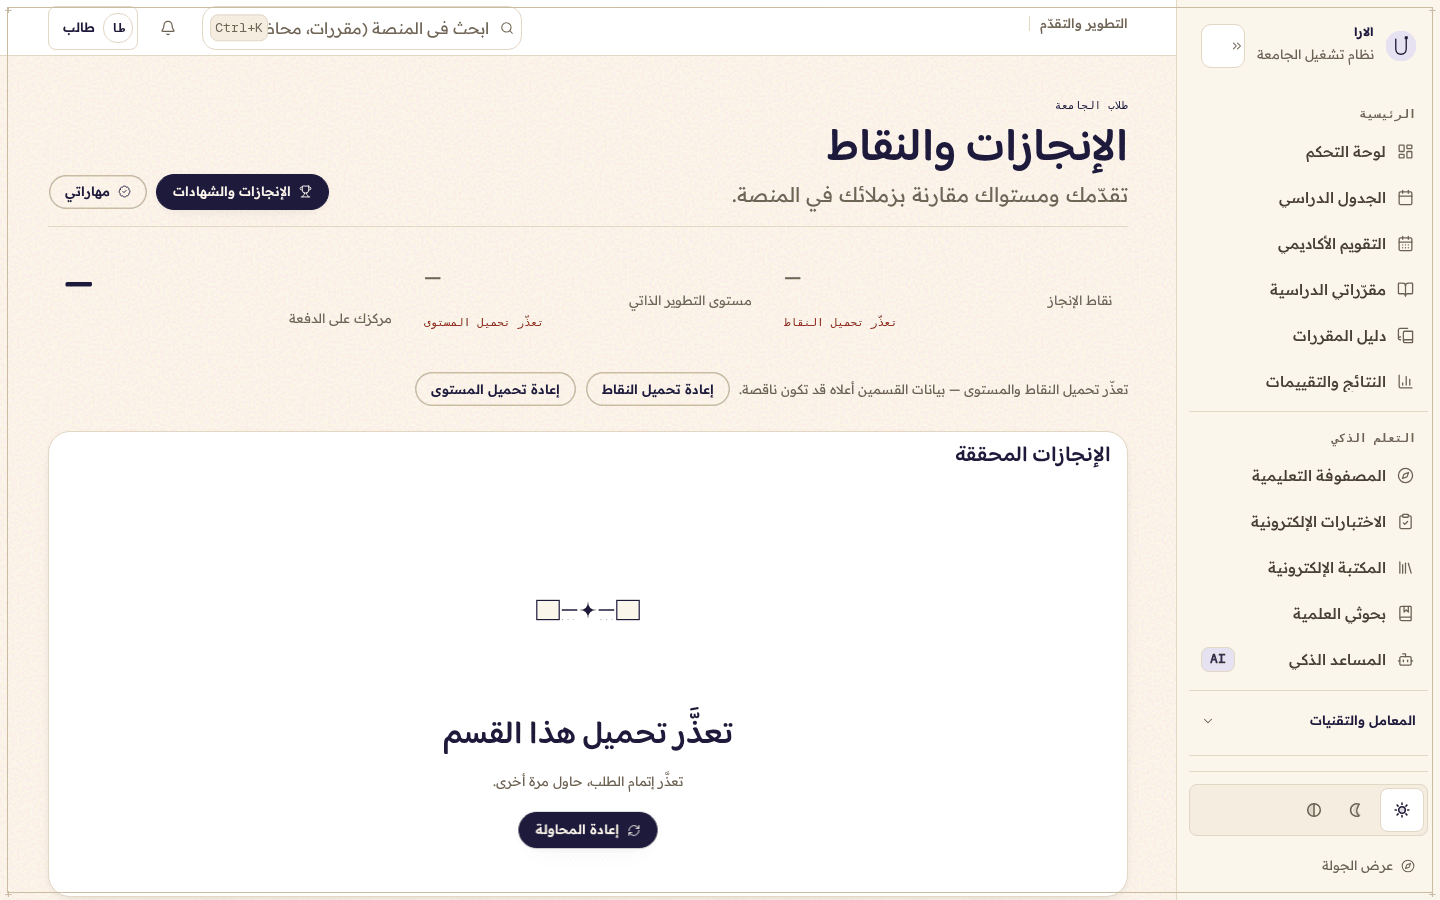 الارا
نظام تشغيل الجامعة
الرئيسية
لوحة التحكم
الجدول الدراسي
التقويم الأكاديمي
مقرّراتي الدراسية
دليل المقررات
النتائج والتقييمات
التعلم الذكي
المصفوفة التعليمية
الاختبارات الإلكترونية
المكتبة الإلكترونية
بحوثي العلمية
المساعد الذكي AI
المعامل والتقنيات
عرض الجولة
التطوير والتقدّم
ابحث في المنصة (مقررات، محاض Ctrl+K
طا طالب
طلاب الجامعة
الإنجازات والنقاط
تقدّمك ومستواك مقارنة بزملائك في المنصة.
الإنجازات والشهادات
مهاراتي
نقاط الإنجاز
—
تعذّر تحميل النقاط
مستوى التطوير الذاتي
—
تعذّر تحميل المستوى
مركزك على الدفعة
—
تعذّر تحميل النقاط والمستوى — بيانات القسمين أعلاه قد تكون ناقصة. إعادة تحميل النقاط إعادة تحميل المستوى
الإنجازات المحققة
تعذَّر تحميل هذا القسم
تعذَّر إتمام الطلب، حاول مرة أخرى.
إعادة المحاولة